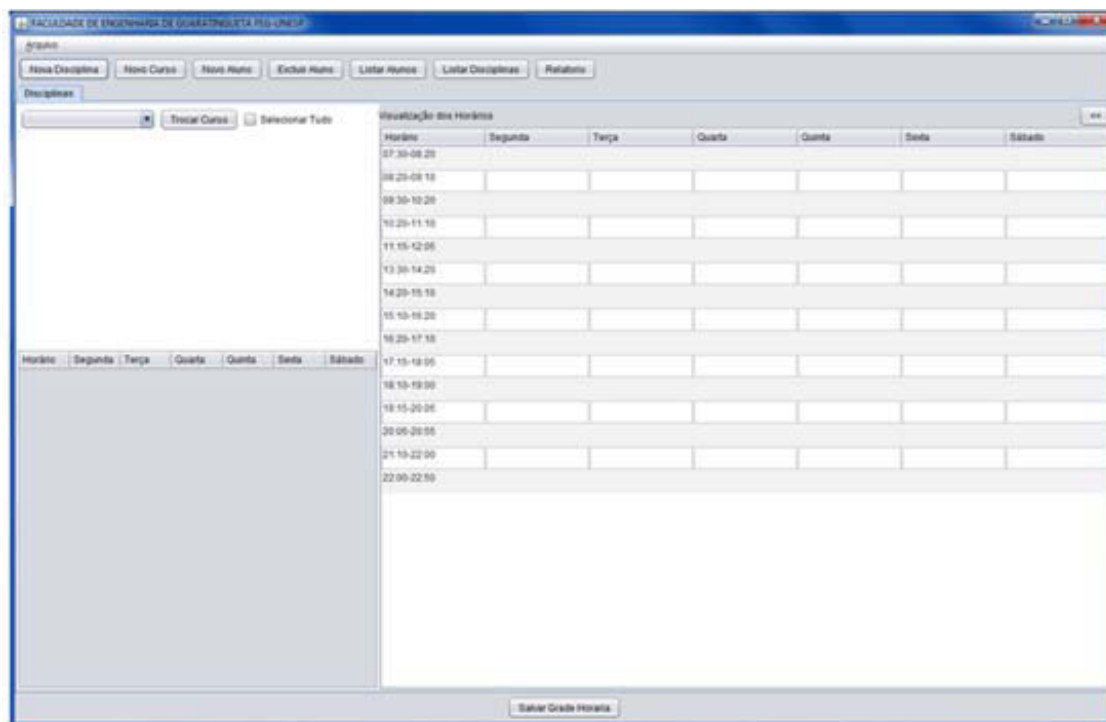 FACULDADE DE ENGENHARIA DE GUARATINGUETA FEG-UNESP
Arquivo
Nova Disciplina Novo Curso Novo Aluno Excluir Aluno Listar Alunos Listar Disciplinas Relatorio
Disciplinas
Trocar Curso Selecionar Tudo
Visualização dos Horários <<
Horário Segunda Terça Quarta Quinta Sexta Sábado
07:30-08:20
08:20-09:10
09:30-10:20
10:20-11:10
11:15-12:05
13:30-14:20
14:20-15:10
15:10-16:20
16:20-17:10
17:15-18:05
18:10-19:00
19:15-20:05
20:05-20:55
21:10-22:00
22:00-22:50
Horário Segunda Terça Quarta Quinta Sexta Sábado
Salvar Grade Horaria